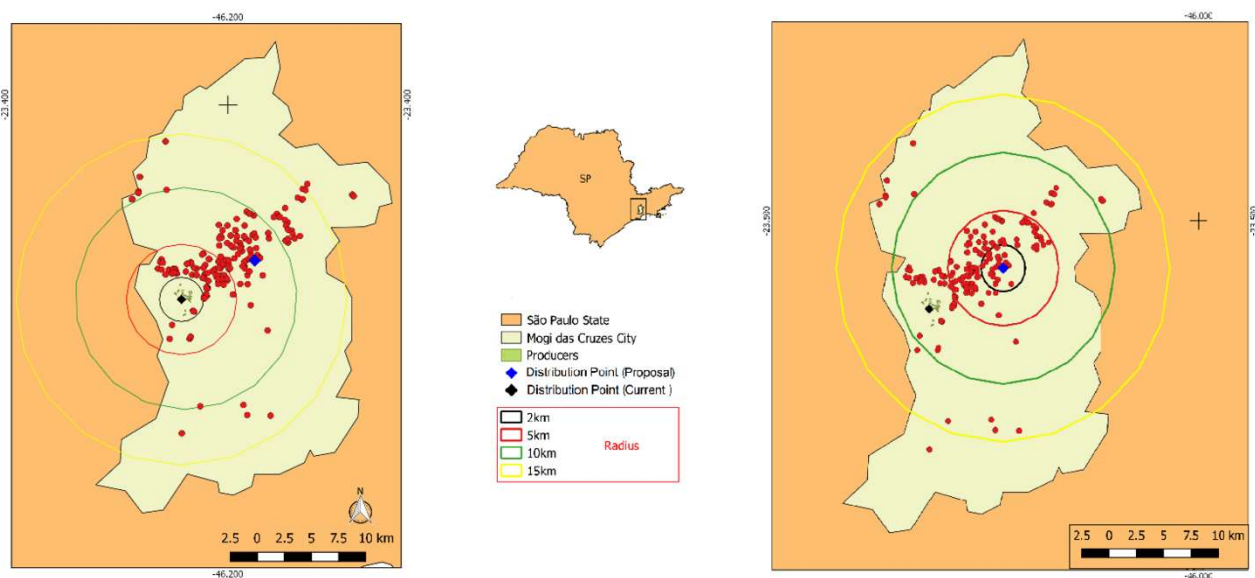 -46.200
-23.400
-23.400
N
2.5 0 2.5 5 7.5 10 km
-46.200
SP
São Paulo State
Mogi das Cruzes City
Producers
Distribution Point (Proposal)
Distribution Point (Current )
2km
5km
10km
15km
Radius
-46.000
-23.500
-23.500
2.5 0 2.5 5 7.5 10 km
-46.000